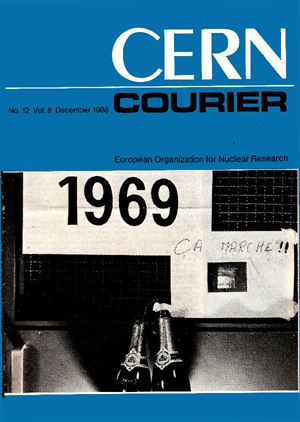 CERN
No. 12 Vol. 8 December 1968
COURIER
European Organization for Nuclear Research
1969
ÇA MARCHE!!